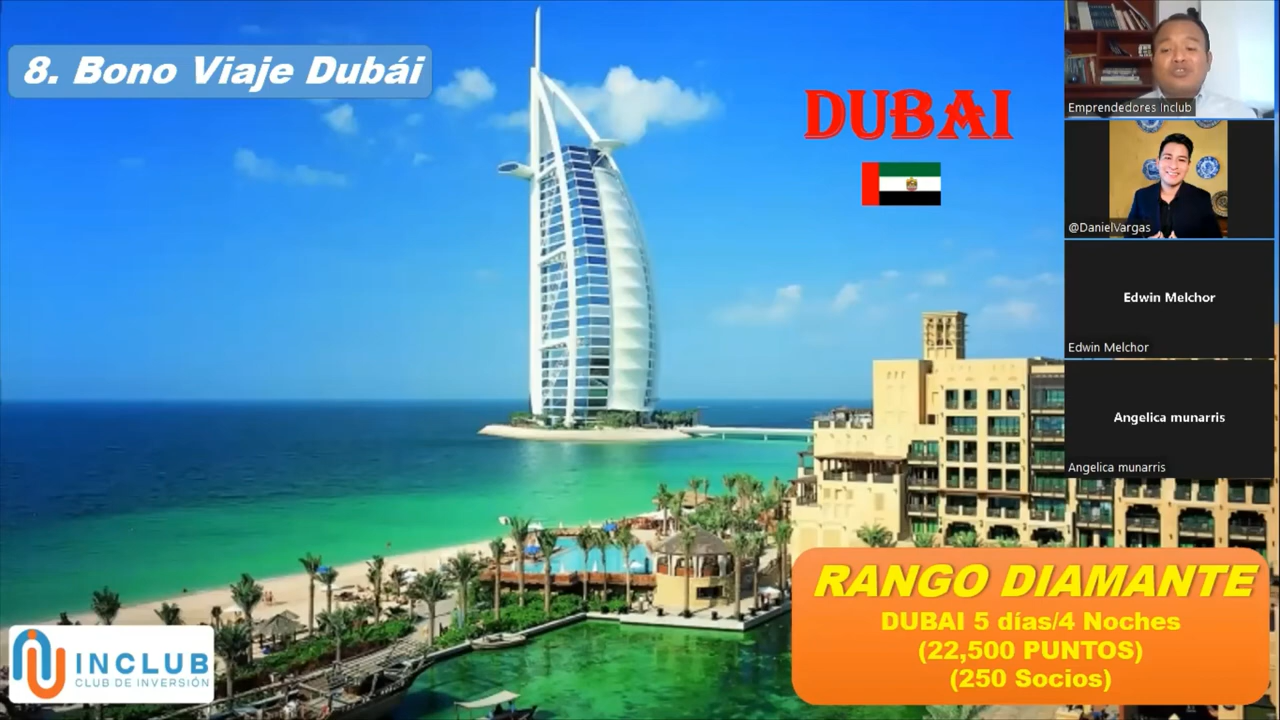 8. Bono Viaje Dubái
DUBAI
Emprendedores Inclub
@DanielVargas
Edwin Melchor
Edwin Melchor
Angelica munarris
Angelica munarris
RANGO DIAMANTE
DUBAI 5 días/4 Noches
(22,500 PUNTOS)
(250 Socios)
INCLUB
CLUB DE INVERSIÓN